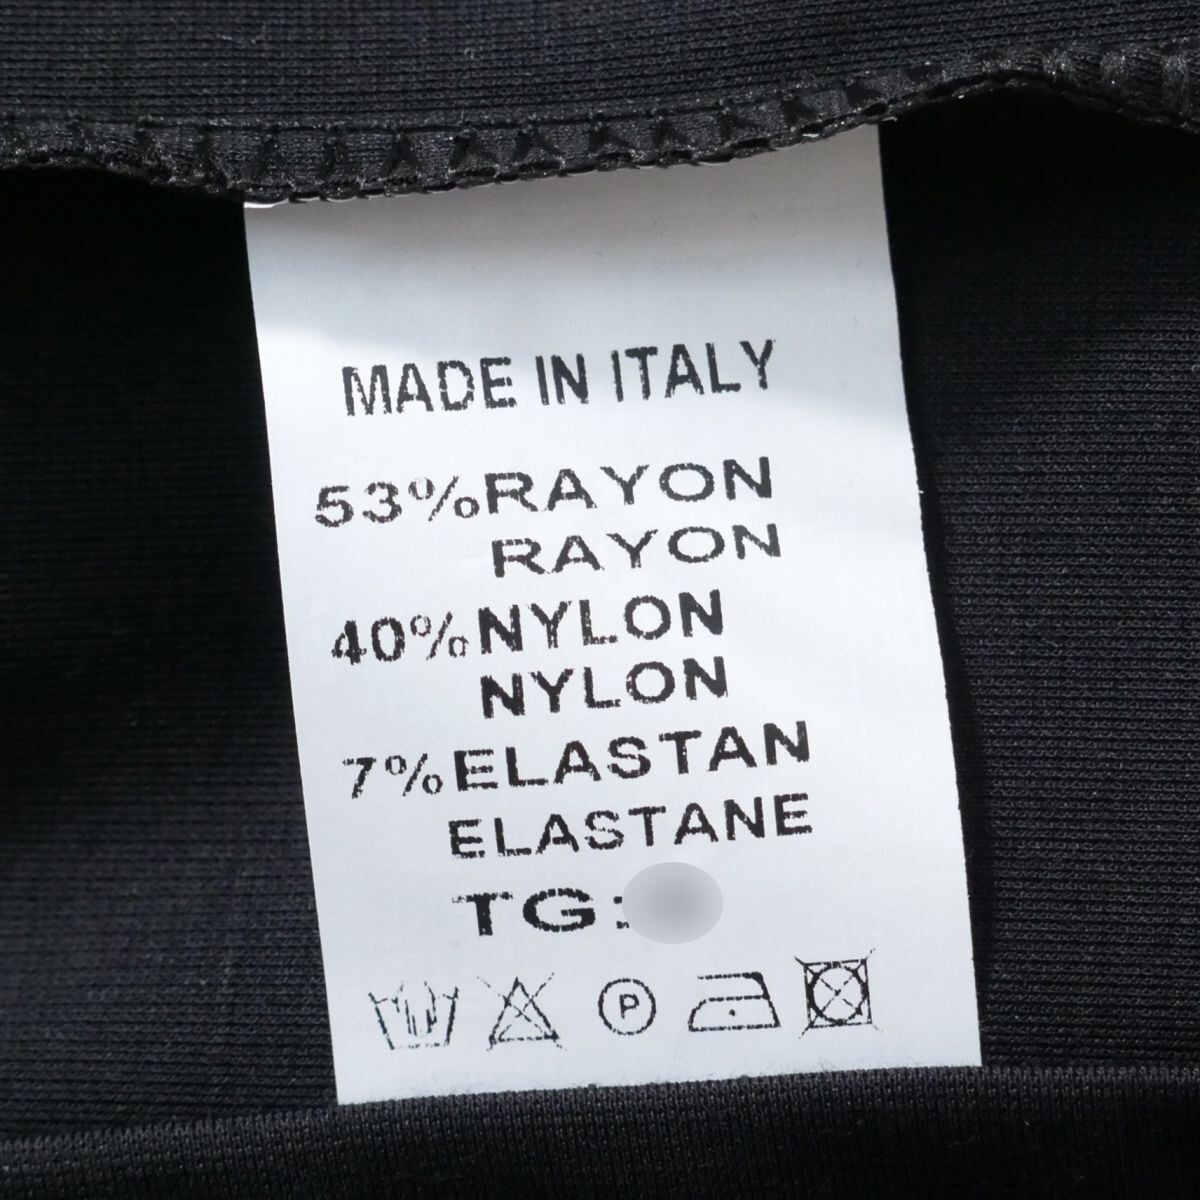 MADE IN ITALY
53%RAYON
RAYON
40%NYLON
NYLON
7%ELASTAN
ELASTANE
TG:
P